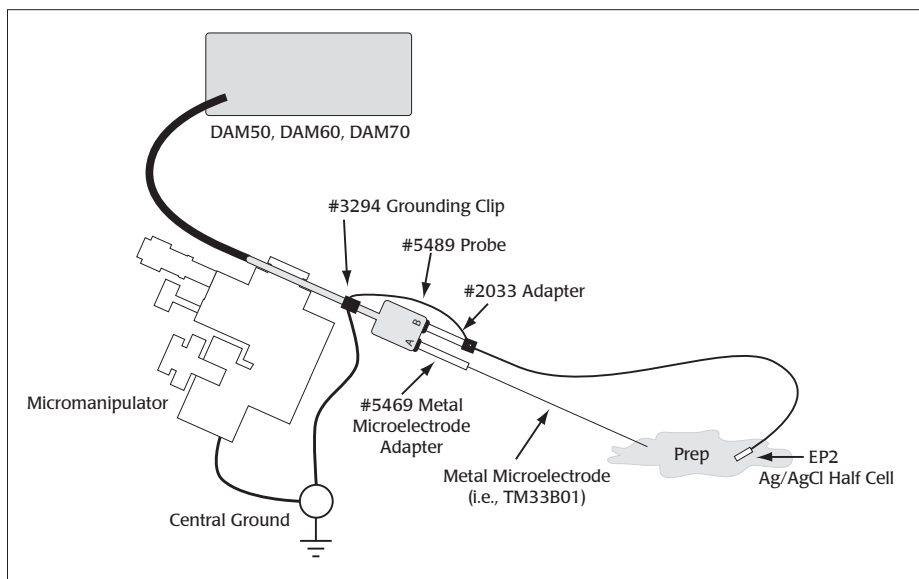 DAM50, DAM60, DAM70
#3294 Grounding Clip
#5489 Probe
#2033 Adapter
B
A
Micromanipulator
#5469 Metal
Microelectrode
Adapter
Metal Microelectrode
(i.e., TM33B01)
Prep
EP2
Ag/AgCl Half Cell
Central Ground